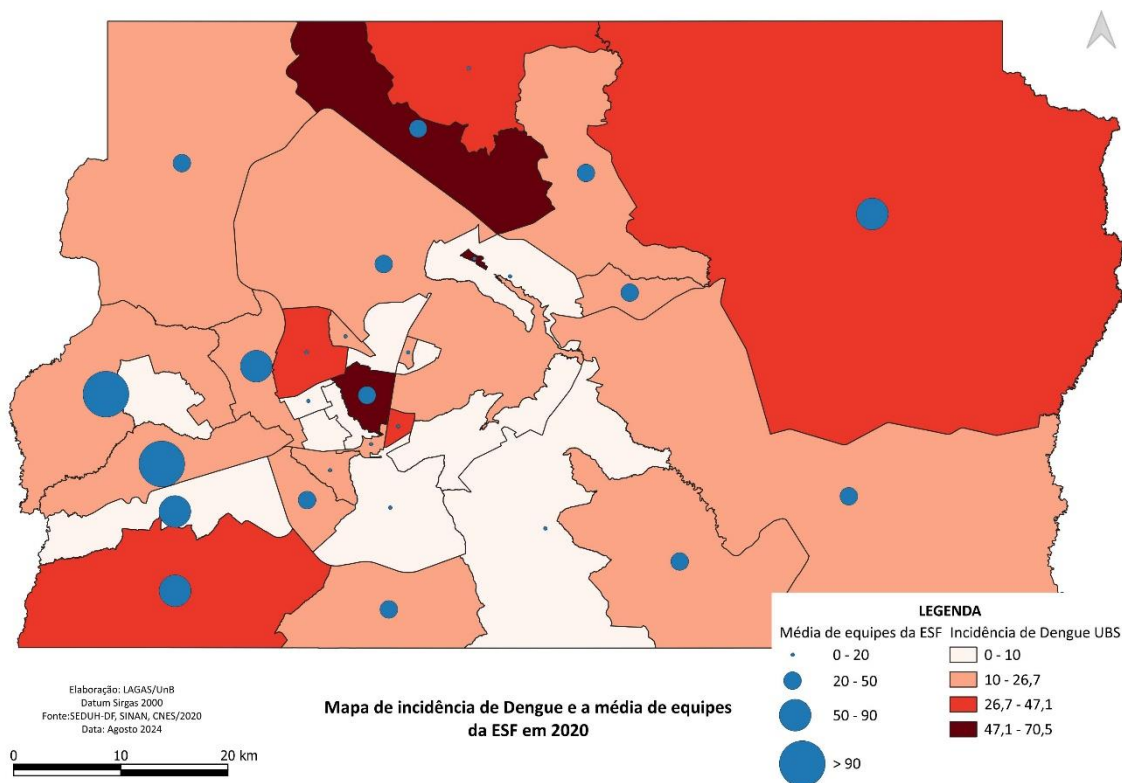 LEGENDA
Média de equipes da ESF
Incidência de Dengue UBS
0 - 20
20 - 50
50 - 90
> 90
0 - 10
10 - 26,7
26,7 - 47,1
47,1 - 70,5
Elaboração: LAGAS/UnB
Datum Sirgas 2000
Fonte:SEDUH-DF, SINAN, CNES/2020
Data: Agosto 2024
Mapa de incidência de Dengue e a média de equipes
da ESF em 2020
0 10 20 km